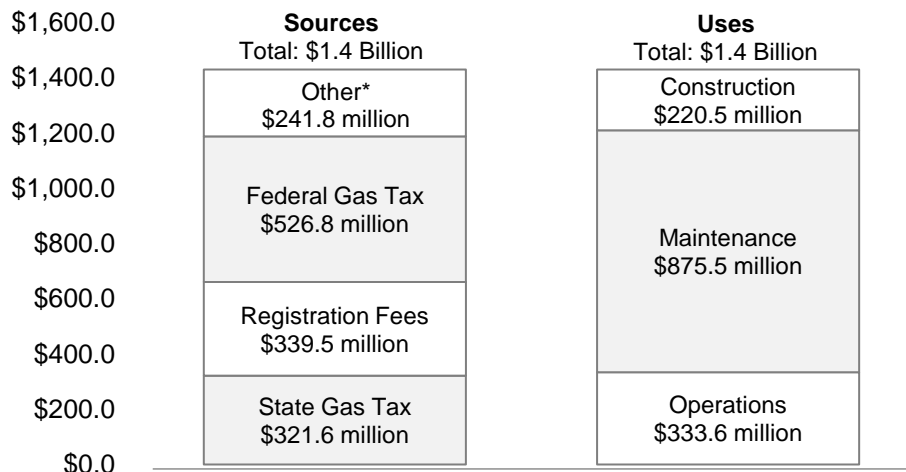 $1,600.0
$1,400.0
$1,200.0
$1,000.0
$800.0
$600.0
$400.0
$200.0
$0.0
Sources
Total: $1.4 Billion
Other*
$241.8 million
Federal Gas Tax
$526.8 million
Registration Fees
$339.5 million
State Gas Tax
$321.6 million
Uses
Total: $1.4 Billion
Construction
$220.5 million
Maintenance
$875.5 million
Operations
$333.6 million